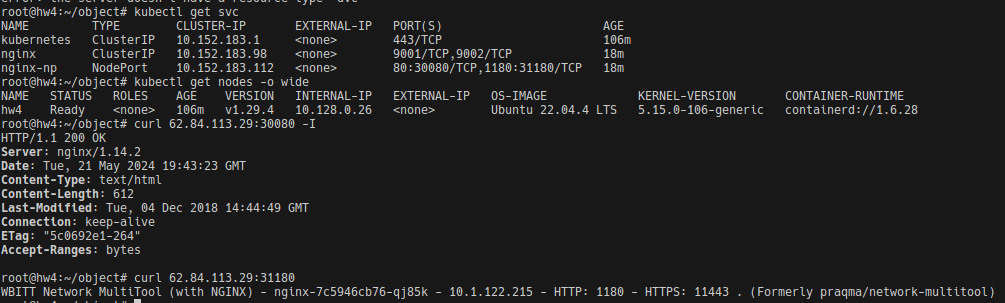 error: the server doesn't have a resource type "dvc"
root@hw4:~/object# kubectl get svc
NAME         TYPE        CLUSTER-IP       EXTERNAL-IP   PORT(S)                       AGE
kubernetes   ClusterIP   10.152.183.1     <none>        443/TCP                       106m
nginx        ClusterIP   10.152.183.98    <none>        9001/TCP,9002/TCP             18m
nginx-np     NodePort    10.152.183.112   <none>        80:30080/TCP,1180:31180/TCP   18m
root@hw4:~/object# kubectl get nodes -o wide
NAME   STATUS   ROLES    AGE    VERSION   INTERNAL-IP   EXTERNAL-IP   OS-IMAGE             KERNEL-VERSION      CONTAINER-RUNTIME
hw4    Ready    <none>   106m   v1.29.4   10.128.0.26   <none>        Ubuntu 22.04.4 LTS   5.15.0-106-generic   containerd://1.6.28
root@hw4:~/object# curl 62.84.113.29:30080 -I
HTTP/1.1 200 OK
Server: nginx/1.14.2
Date: Tue, 21 May 2024 19:43:23 GMT
Content-Type: text/html
Content-Length: 612
Last-Modified: Tue, 04 Dec 2018 14:44:49 GMT
Connection: keep-alive
ETag: "5c0692e1-264"
Accept-Ranges: bytes
root@hw4:~/object# curl 62.84.113.29:31180
WBITT Network MultiTool (with NGINX) - nginx-7c5946cb76-qj85k - 10.1.122.215 - HTTP: 1180 - HTTPS: 11443 . (Formerly praqma/network-multitool)
root@hw4:~/object#